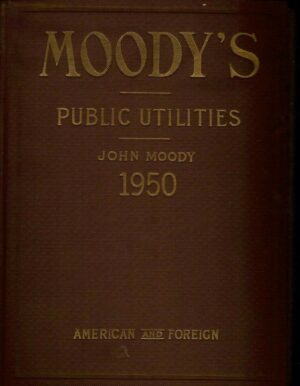 MOODY'S
PUBLIC UTILITIES
JOHN MOODY
1950
AMERICAN AND FOREIGN